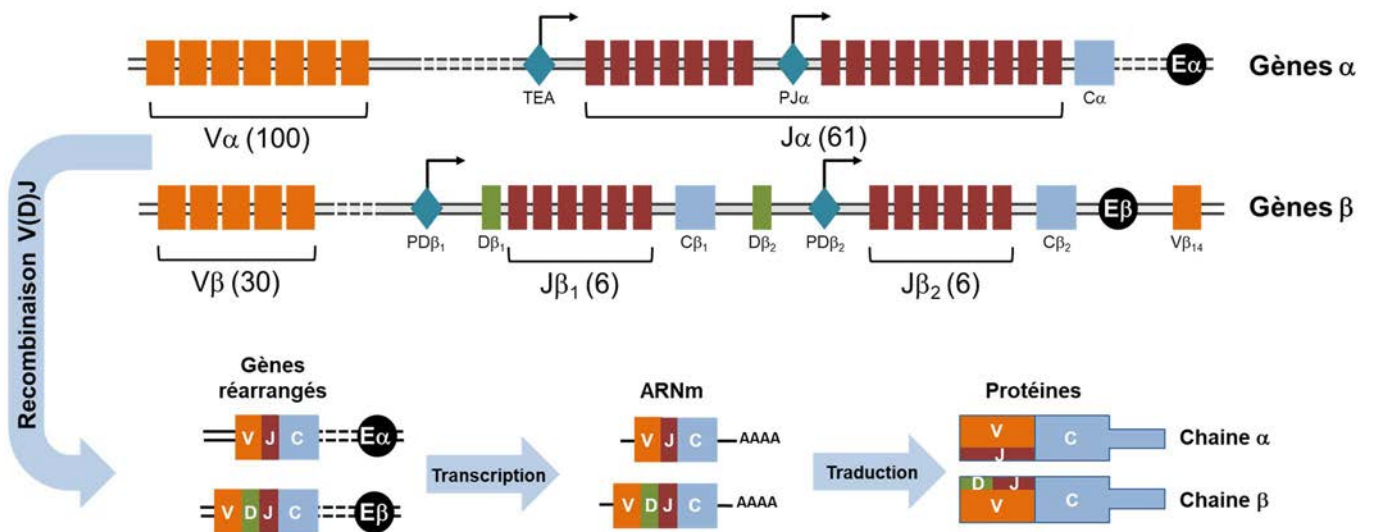 Eα
Gènes α
TEA
PJα
Cα
Vα (100)
Jα (61)
Recombinaison V(D)J
Eβ
Gènes β
PDβ₁
Dβ₁
Cβ₁
Dβ₂
PDβ₂
Cβ₂
Vβ₁₄
Vβ (30)
Jβ₁ (6)
Jβ₂ (6)
Gènes
réarrangés
ARNm
Protéines
V J C
Eα
V J C AAAA
V
J
C
Chaine α
Transcription
Traduction
V D J C
Eβ
V D J C AAAA
D J
V
C
Chaine β